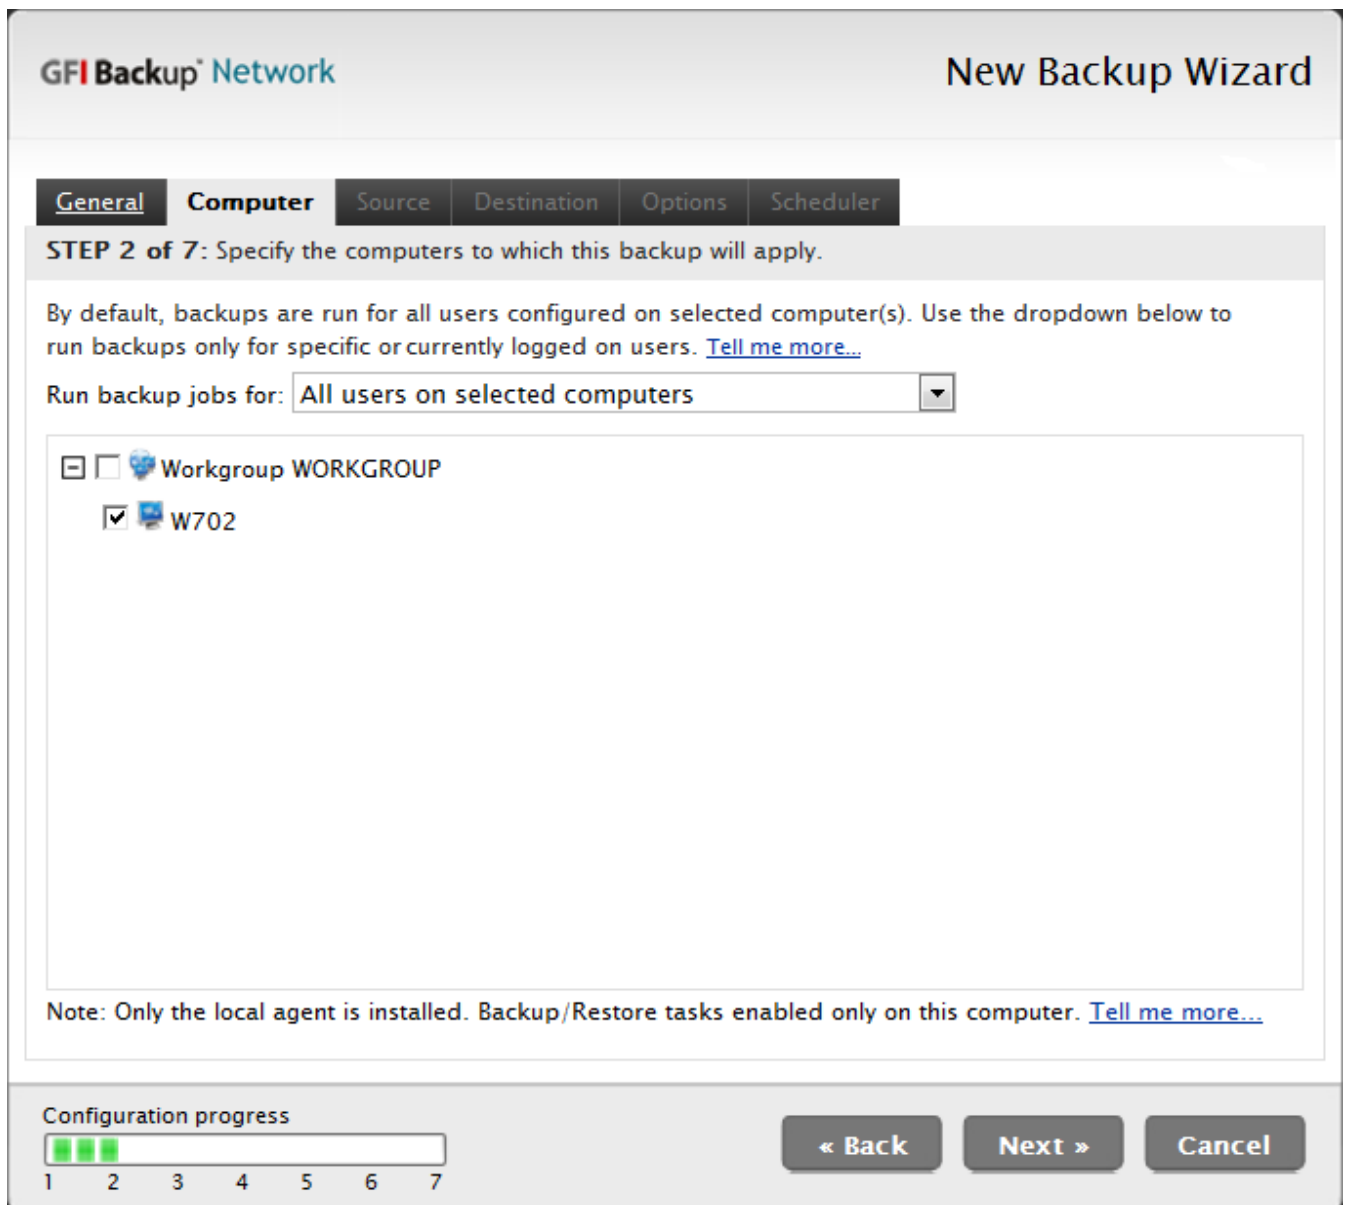 GFI Backup Network
New Backup Wizard
General Computer Source Destination Options Scheduler
STEP 2 of 7: Specify the computers to which this backup will apply.
By default, backups are run for all users configured on selected computer(s). Use the dropdown below to
run backups only for specific or currently logged on users. Tell me more...
Run backup jobs for: All users on selected computers
Workgroup WORKGROUP
W702
Note: Only the local agent is installed. Backup/Restore tasks enabled only on this computer. Tell me more...
Configuration progress
1 2 3 4 5 6 7
« Back Next » Cancel